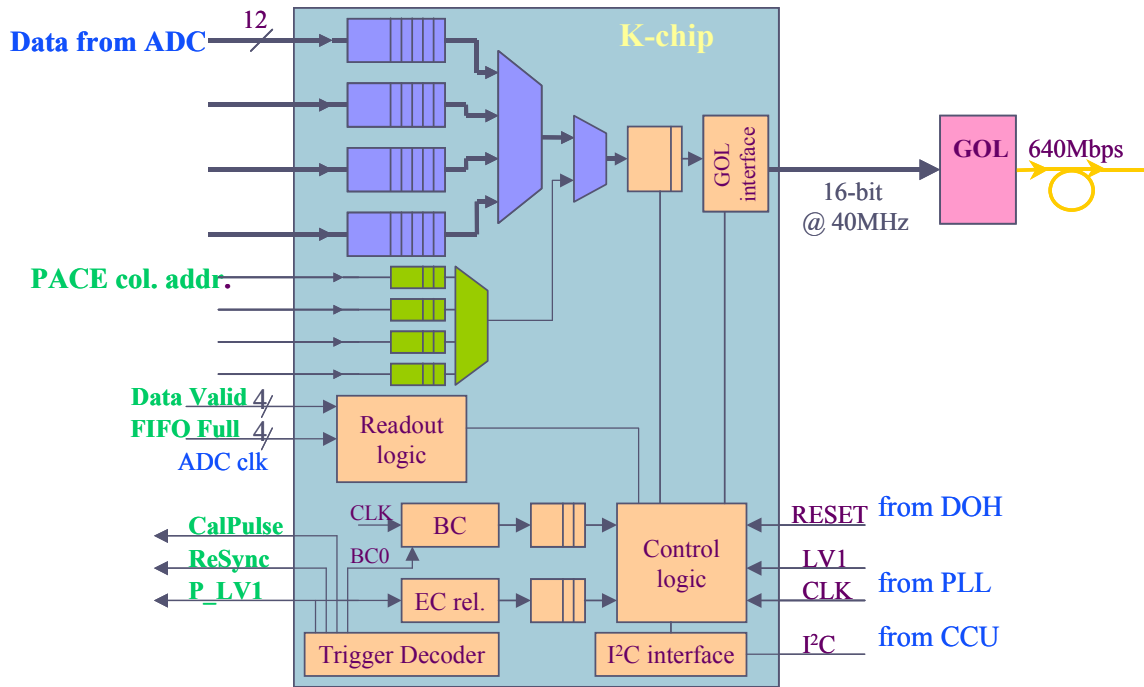 12
Data from ADC
K-chip
GOL
interface
GOL
640Mbps
16-bit
@ 40MHz
PACE col. addr.
Data Valid 4
FIFO Full 4
ADC clk
Readout
logic
CLK
BC
CalPulse
BC0
ReSync
P_LV1
EC rel.
Trigger Decoder
Control
logic
I²C interface
RESET
from DOH
LV1
CLK
from PLL
I²C
from CCU